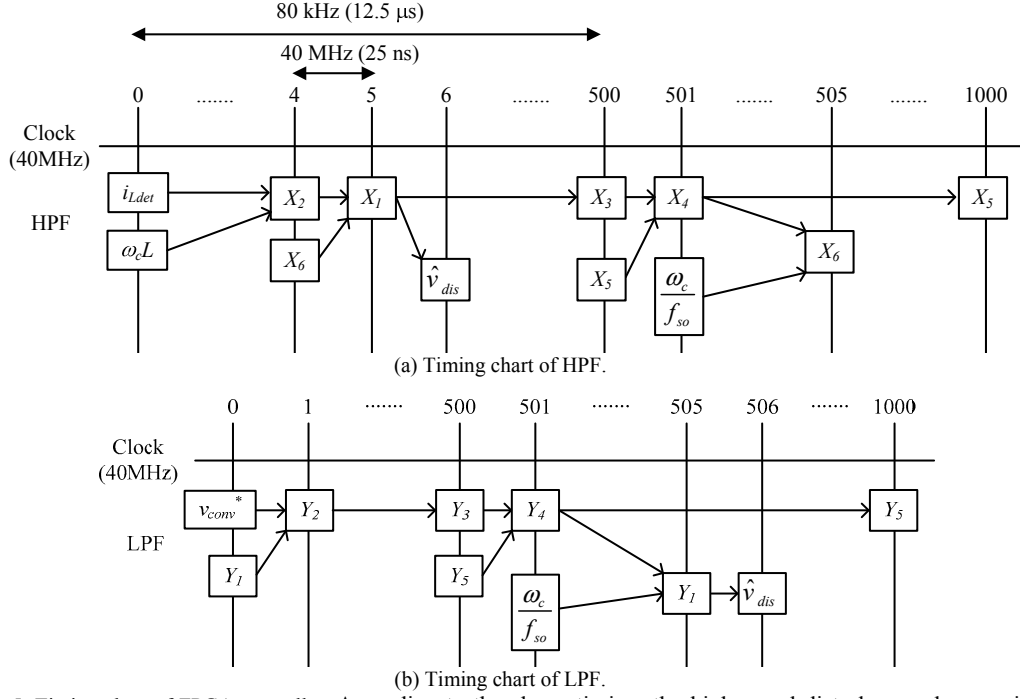 80 kHz (12.5 μs)
40 MHz (25 ns)
0 ....... 4 5 6 ....... 500 501 ....... 505 ....... 1000
Clock
(40MHz)
HPF
i_Ldet X_2 X_1 X_3 X_4 X_5
ω_cL X_6 v̂_dis X_5 ω_c/f_so X_6
(a) Timing chart of HPF.
0 1 ....... 500 501 ....... 505 506 ....... 1000
Clock
(40MHz)
LPF
v_conv* Y_2 Y_3 Y_4 Y_5
Y_1 Y_5 ω_c/f_so Y_1 v̂_dis
(b) Timing chart of LPF.